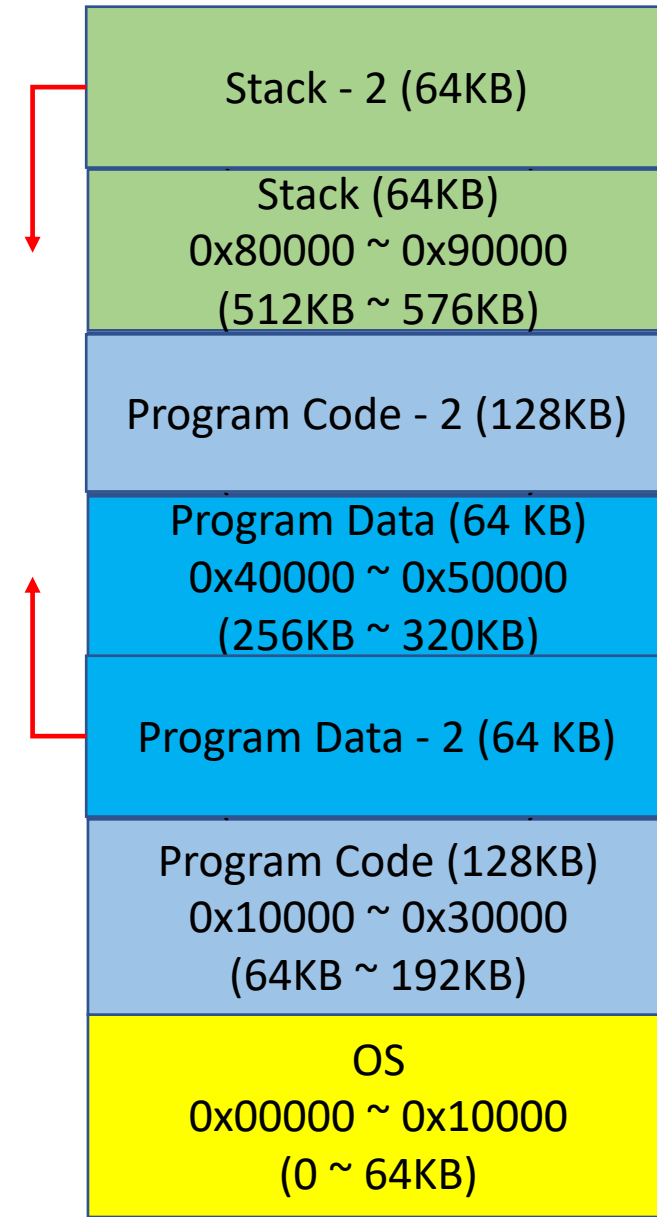 Stack - 2 (64KB)
Stack (64KB)
0x80000 ~ 0x90000
(512KB ~ 576KB)
Program Code - 2 (128KB)
Program Data (64 KB)
0x40000 ~ 0x50000
(256KB ~ 320KB)
Program Data - 2 (64 KB)
Program Code (128KB)
0x10000 ~ 0x30000
(64KB ~ 192KB)
OS
0x00000 ~ 0x10000
(0 ~ 64KB)